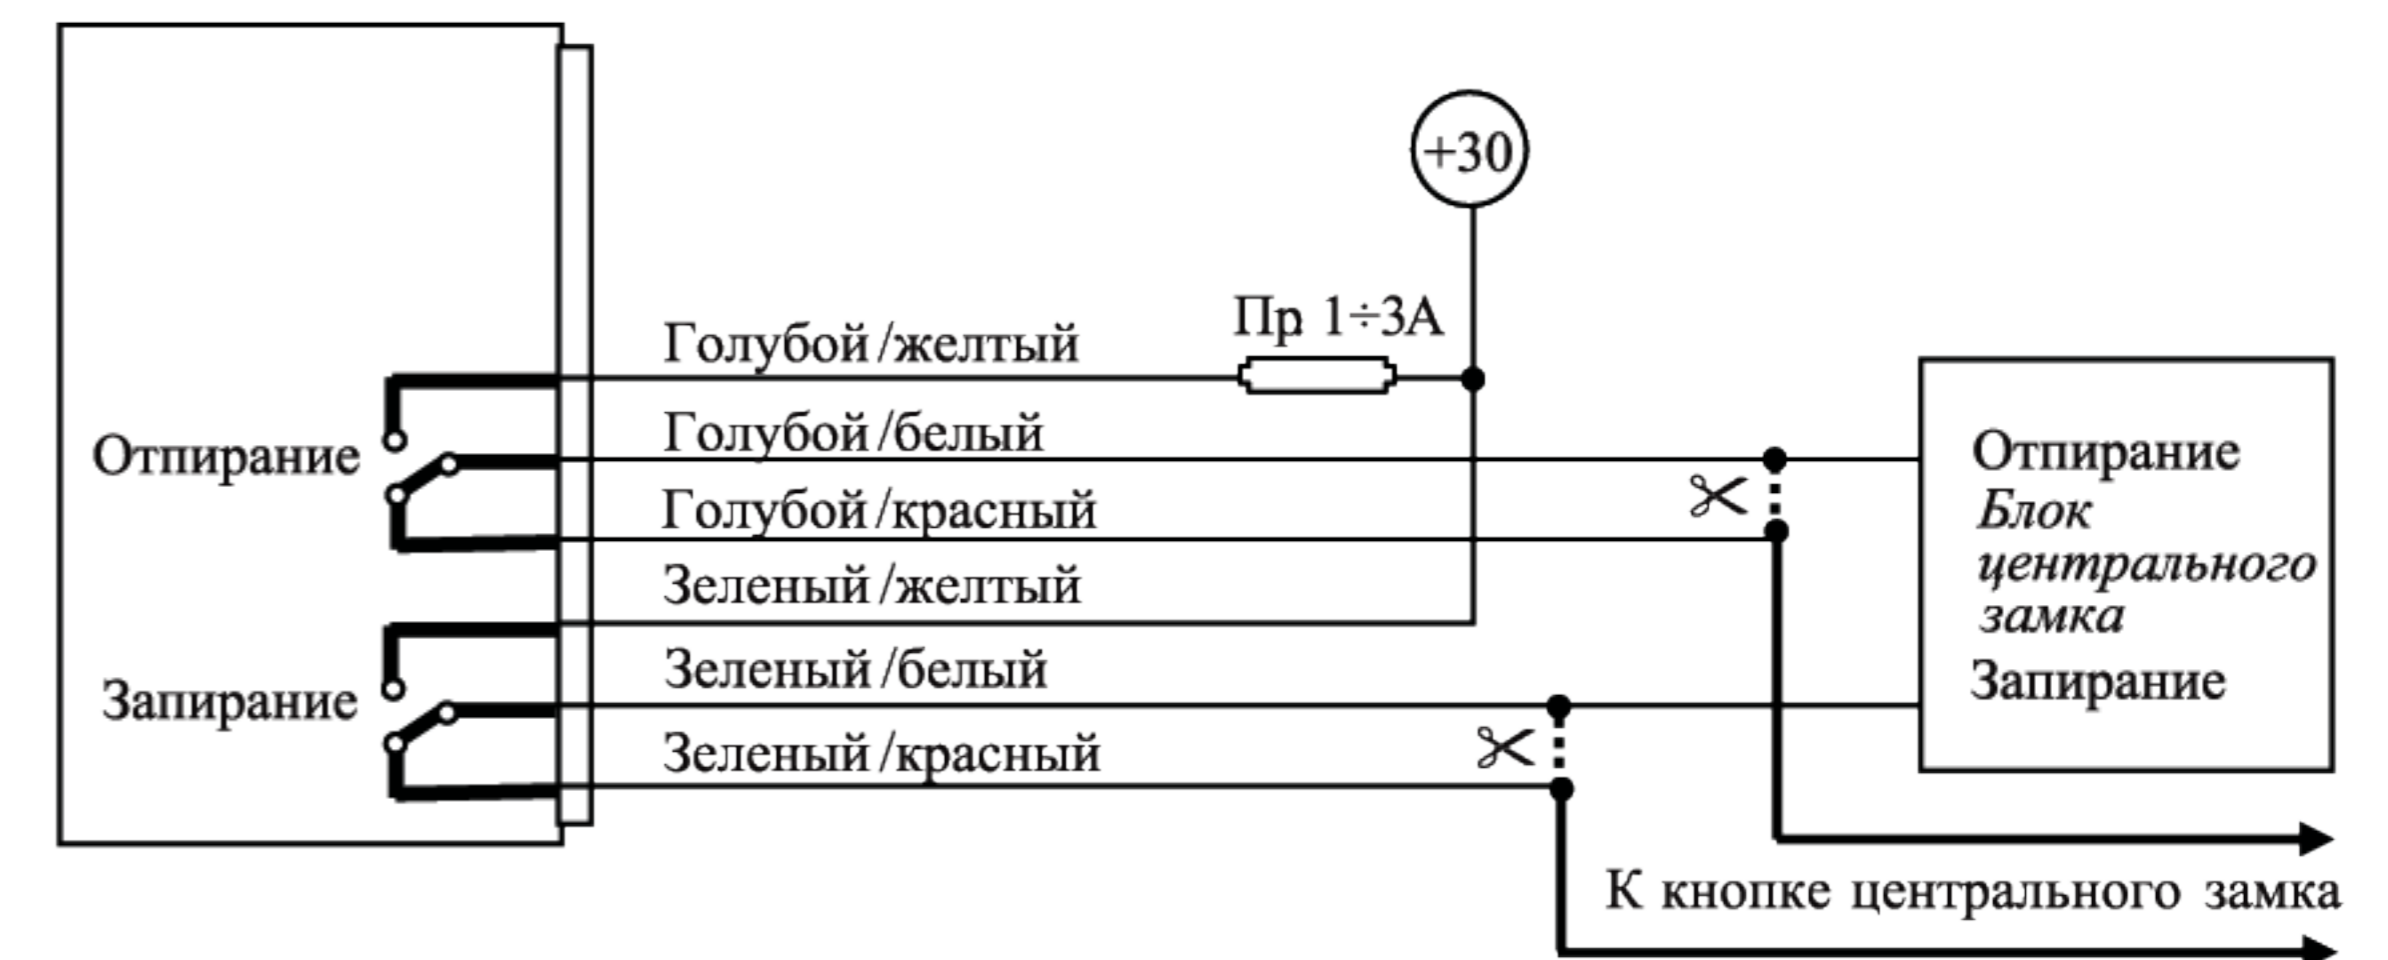 +30
Пр. 1÷3А
Голубой/желтый
Голубой/белый
Отпирание
Голубой/красный
Зеленый/желтый
Зеленый/белый
Запирание
Зеленый/красный
Отпирание
Блок
центрального
замка
Запирание
К кнопке центрального замка